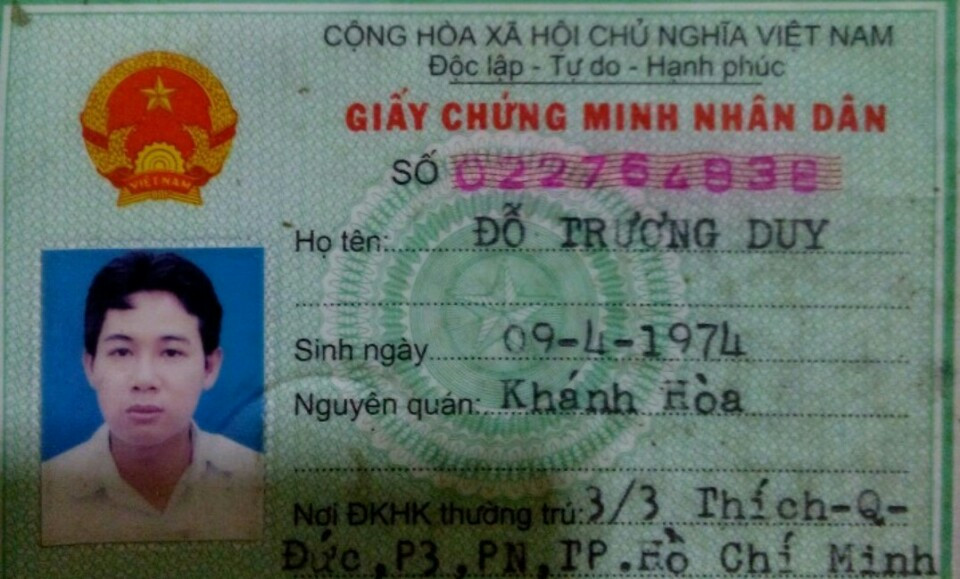 CỘNG HÒA XÃ HỘI CHỦ NGHĨA VIỆT NAM
Độc lập - Tự do - Hạnh phúc
GIẤY CHỨNG MINH NHÂN DÂN
SỐ 022764838
VIỆT NAM
Họ tên: ĐỖ TRƯƠNG DUY
Sinh ngày 09-4-1974
Nguyên quán: Khánh Hòa
Nơi ĐKHK thường trú: 3/3 Thích-Q-
Đức, P3, PN, TP. Hồ Chí Minh